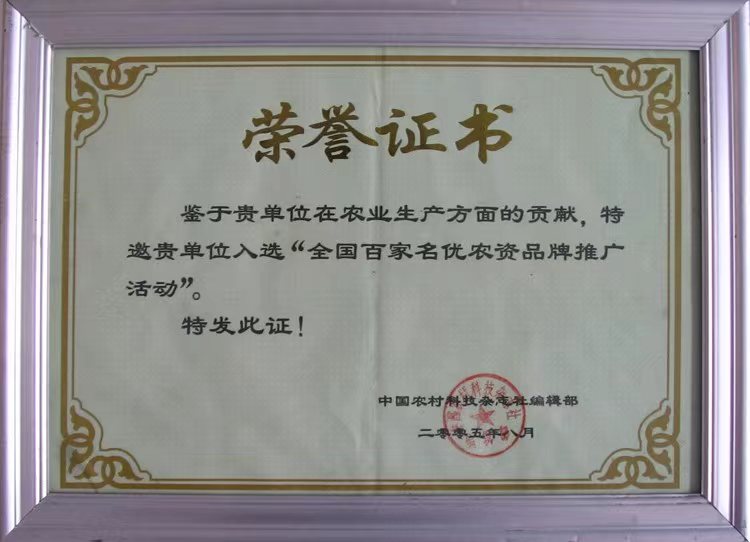 荣誉证书
鉴于贵单位在农业生产方面的贡献，特
邀贵单位入选“全国百家名优农资品牌推广
活动”。
特发此证！
中国农村科技杂志社编辑部
二零零五年八月